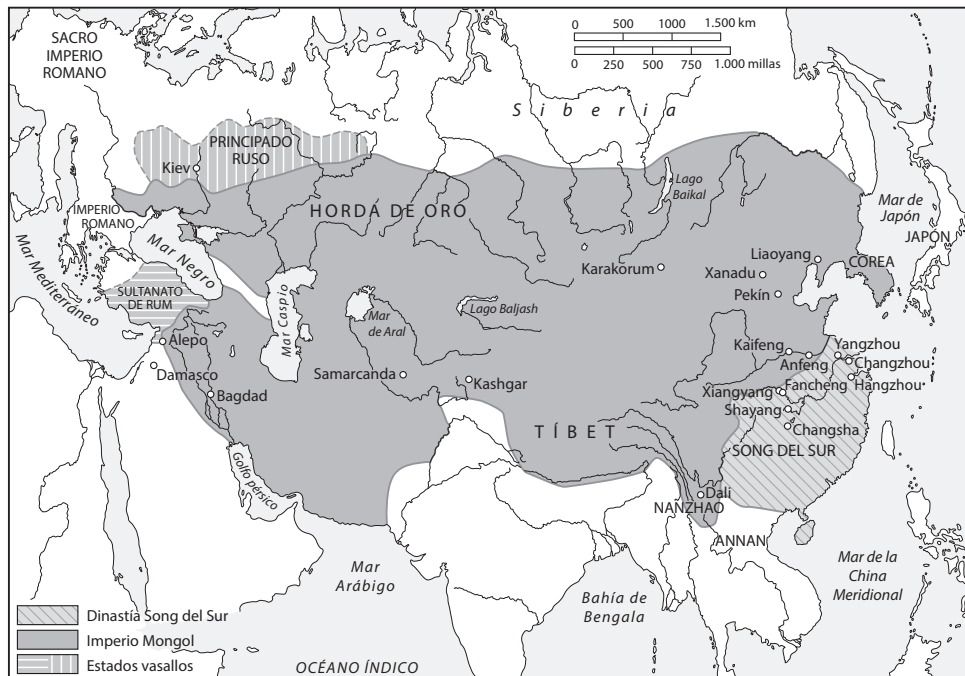 SACRO
IMPERIO
ROMANO
0 500 1000 1.500 km
0 250 500 750 1.000 millas
Siberia
PRINCIPADO
RUSO
Kiev
Lago
Baikal
HORDA DE ORO
IMPERIO
ROMANO
Mar de
Japón
JAPÓN
Mar Negro
Mar Mediterráneo
Karakorum
Liaoyang
COREA
Xanadu
SULTANATO
DE RUM
Pekín
Mar Caspio
Mar
de Aral
Lago Baljash
Alepo
Kaifeng
Yangzhou
Anfeng
Changzhou
Damasco
Samarcanda
Kashgar
Bagdad
Xiangyang
Fancheng
Hangzhou
Shayang
Changsha
TÍBET
SONG DEL SUR
Golfo pérsico
Dali
NANZHAO
ANNAN
Mar
Arábigo
Bahía de
Bengala
Mar de la
China
Meridional
Dinastía Song del Sur
Imperio Mongol
Estados vasallos
OCÉANO ÍNDICO